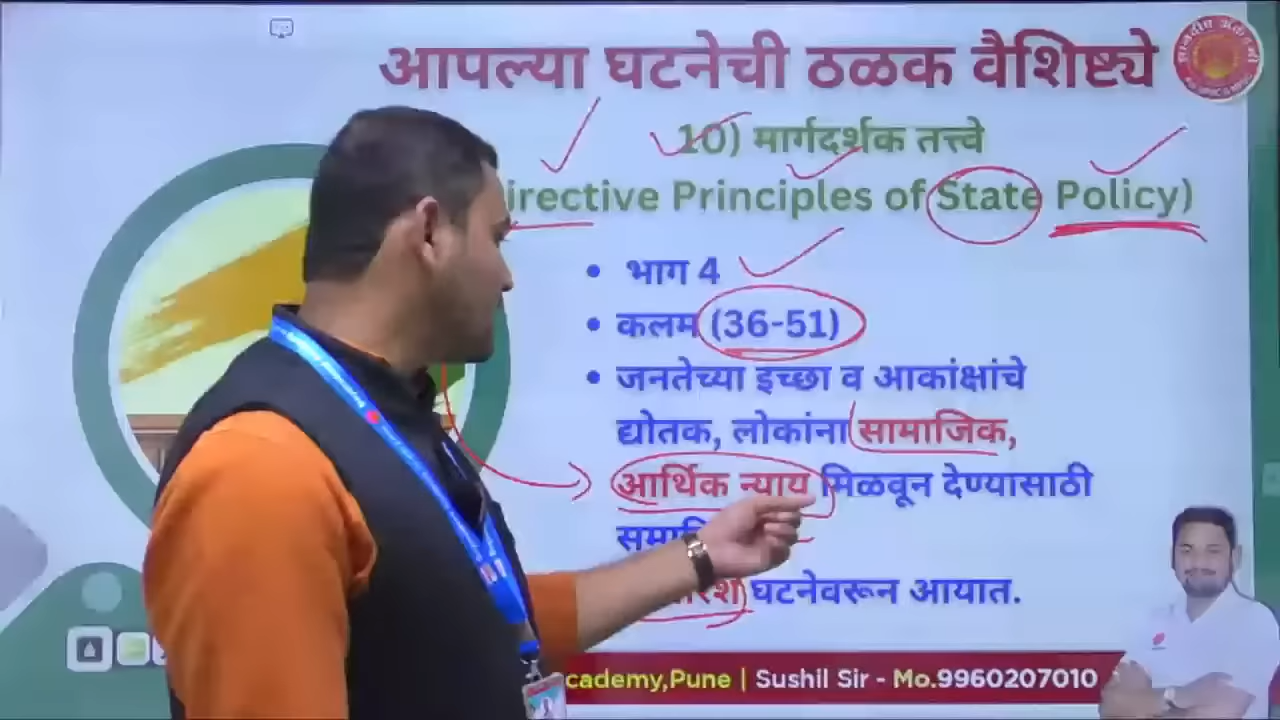 आपल्या घटनेची ठळक वैशिष्ट्ये
10) मार्गदर्शक तत्त्वे
irective Principles of State Policy)
• भाग 4
• कलम (36-51)
• जनतेच्या इच्छा व आकांक्षांचे
द्योतक, लोकांना सामाजिक,
आर्थिक न्याय मिळवून देण्यासाठी
घटनेवरून आयात.
cademy,Pune | Sushil Sir - Mo.9960207010